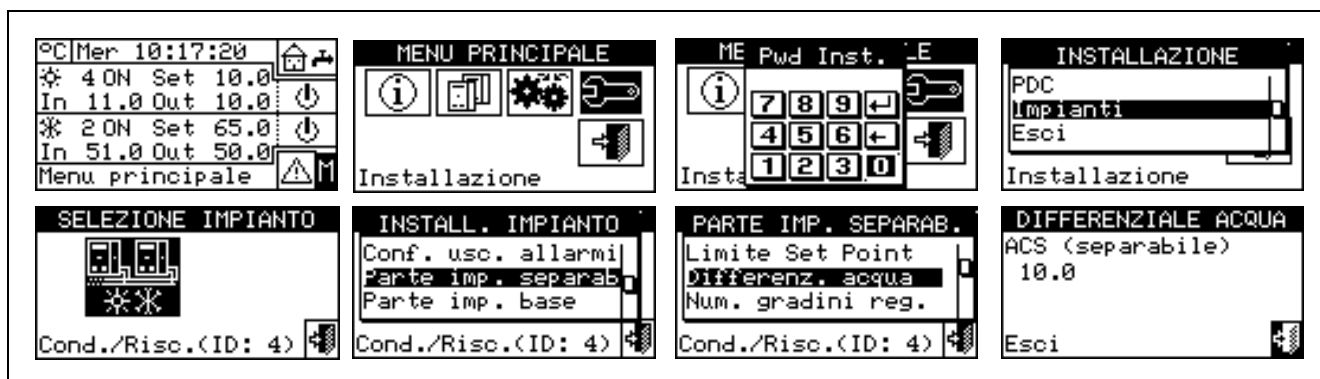 °C Mer 10:17:20
4 ON Set 10.0
In 11.0 Out 10.0
2 ON Set 65.0
In 51.0 Out 50.0
Menu principale M
MENU PRINCIPALE
i
Installazione
ME Pwd Inst. LE
i
7 8 9 ↵
4 5 6 ←
1 2 3 0
Insta
INSTALLAZIONE
PDC
Impianti
Esci
Installazione
SELEZIONE IMPIANTO
Cond./Risc.(ID: 4)
INSTALL. IMPIANTO
Conf. usc. allarmi
Parte imp. separab
Parte imp. base
Cond./Risc.(ID: 4)
PARTE IMP. SEPARAB.
Limite Set Point
Differenz. acqua
Num. gradini reg.
Cond./Risc.(ID: 4)
DIFFERENZIALE ACQUA
ACS (separabile)
10.0
Esci